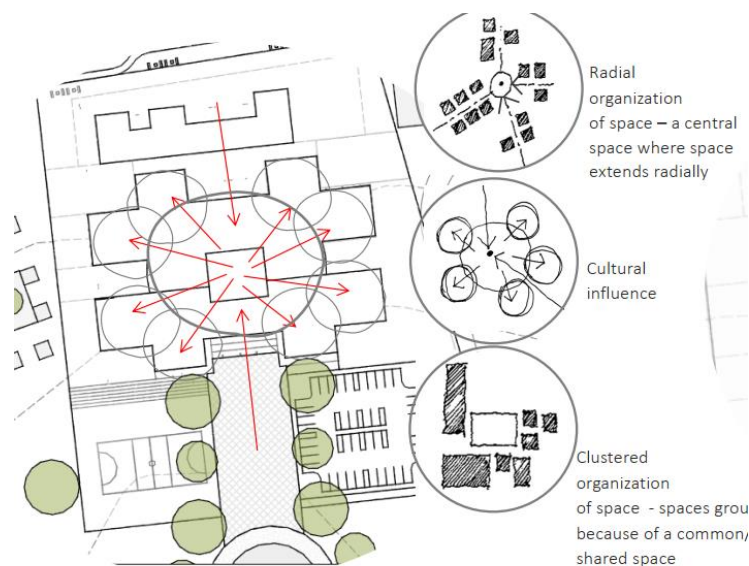 Radial
organization
of space – a central
space where space
extends radially
Cultural
influence
Clustered
organization
of space - spaces grou
because of a common/
shared space